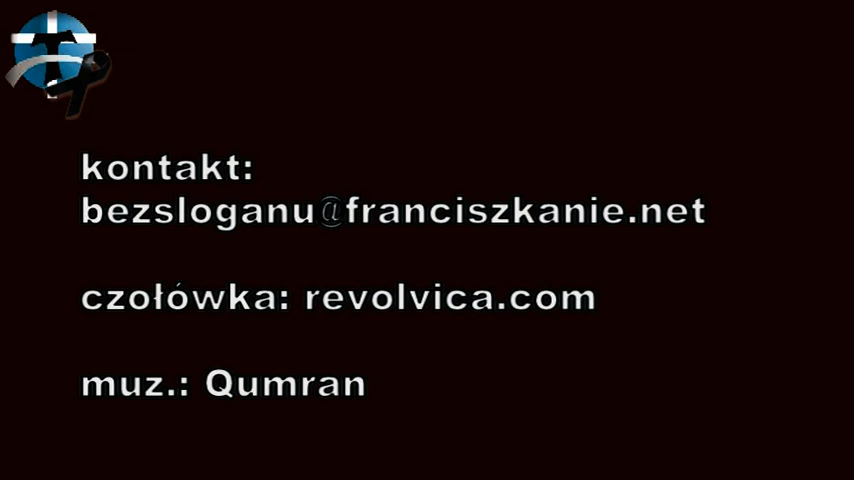 kontakt:
bezsloganu@franciszkanie.net
czołówka: revolvica.com
muz.: Qumran